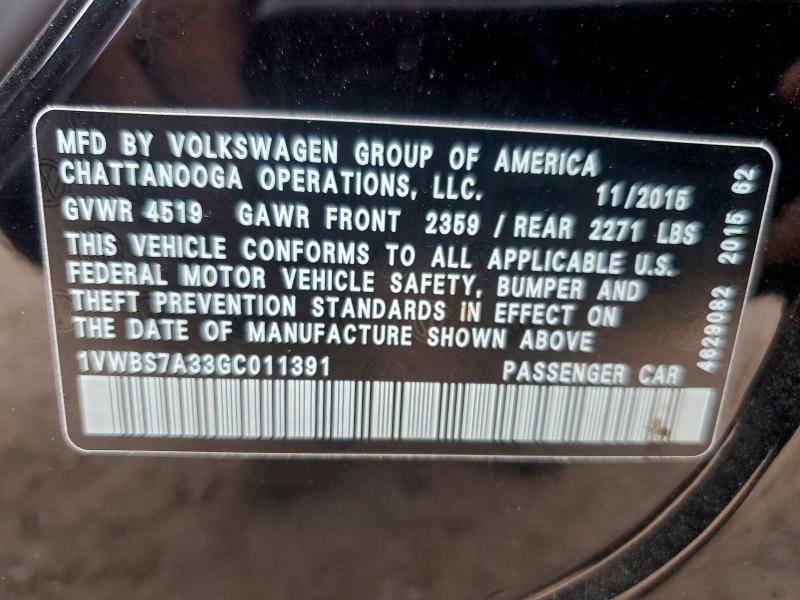 MFD BY VOLKSWAGEN GROUP OF AMERICA
CHATTANOOGA OPERATIONS, LLC. 11/2015
GVWR 4519 GAWR FRONT 2359 / REAR 2271 LBS
THIS VEHICLE CONFORMS TO ALL APPLICABLE U.S.
FEDERAL MOTOR VEHICLE SAFETY, BUMPER AND
THEFT PREVENTION STANDARDS IN EFFECT ON
THE DATE OF MANUFACTURE SHOWN ABOVE
1VWBS7A33GC011391 PASSENGER CAR
4629082 2015 62